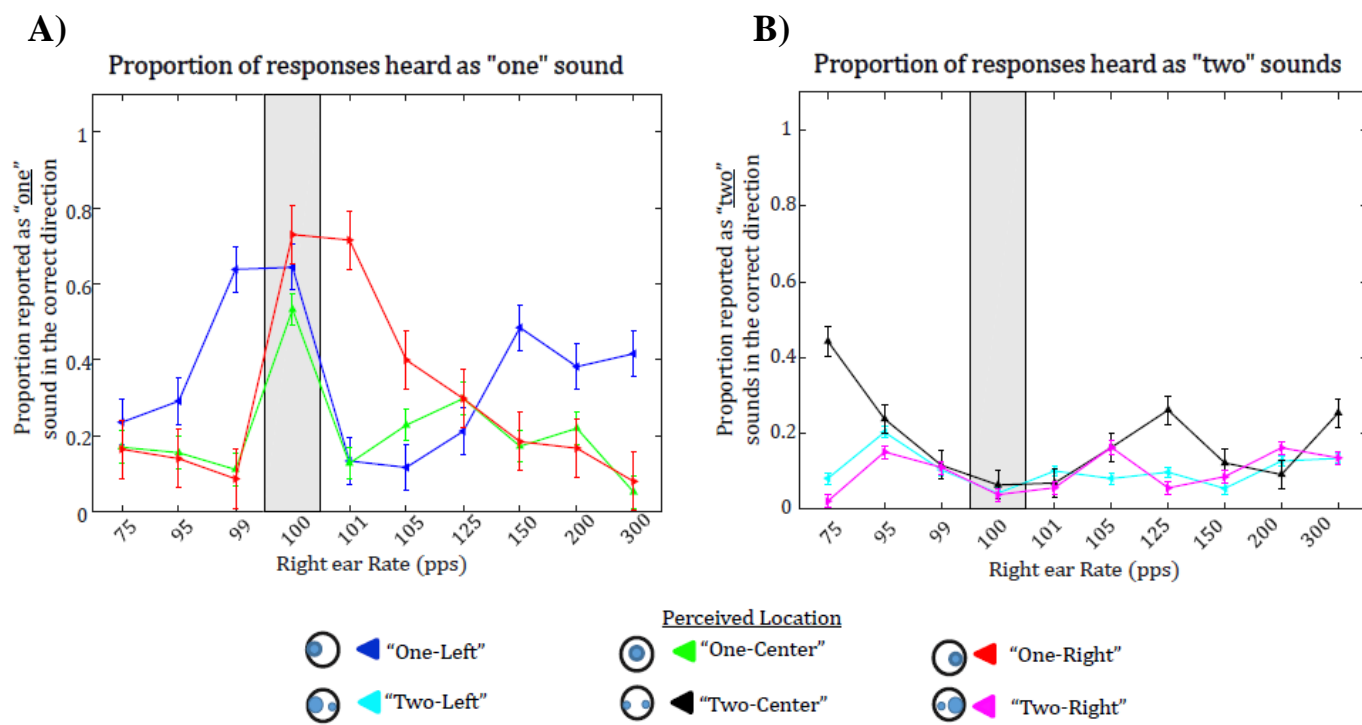 A)
Proportion of responses heard as "one" sound
Proportion reported as "one"
sound in the correct direction
1
0.8
0.6
0.4
0.2
0
75 95 99 100 101 105 125 150 200 300
Right ear Rate (pps)
B)
Proportion of responses heard as "two" sounds
Proportion reported as "two"
sounds in the correct direction
1
0.8
0.6
0.4
0.2
0
75 95 99 100 101 105 125 150 200 300
Right ear Rate (pps)
Perceived Location
"One-Left" "One-Center" "One-Right"
"Two-Left" "Two-Center" "Two-Right"